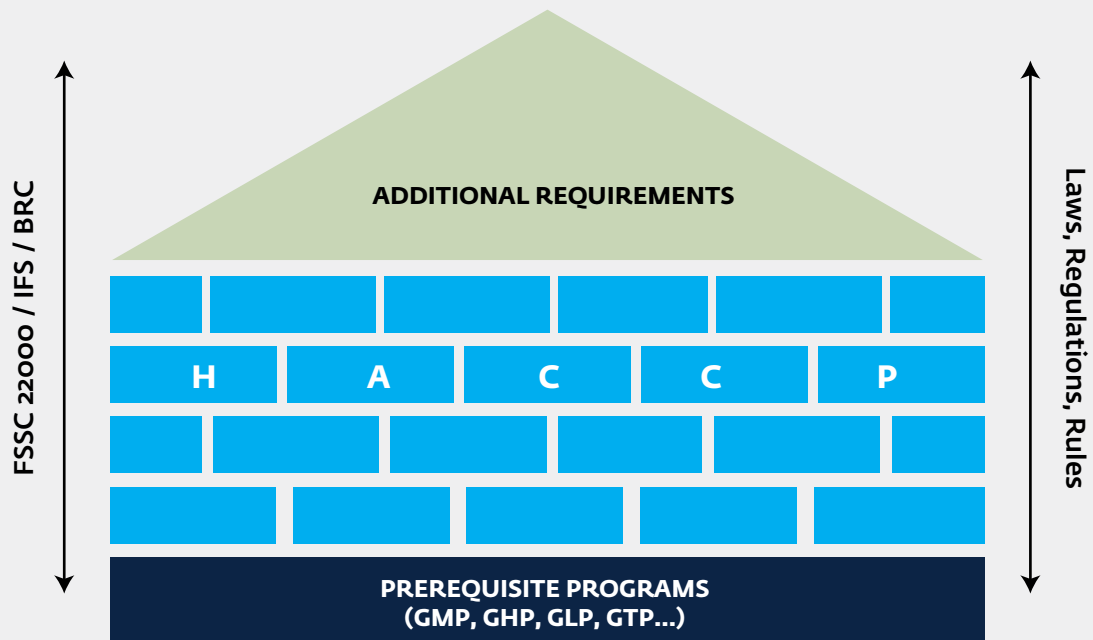 ADDITIONAL REQUIREMENTS
FSSC 22000 / IFS / BRC
Laws, Regulations, Rules
H A C C P
PREREQUISITE PROGRAMS
(GMP, GHP, GLP, GTP...)